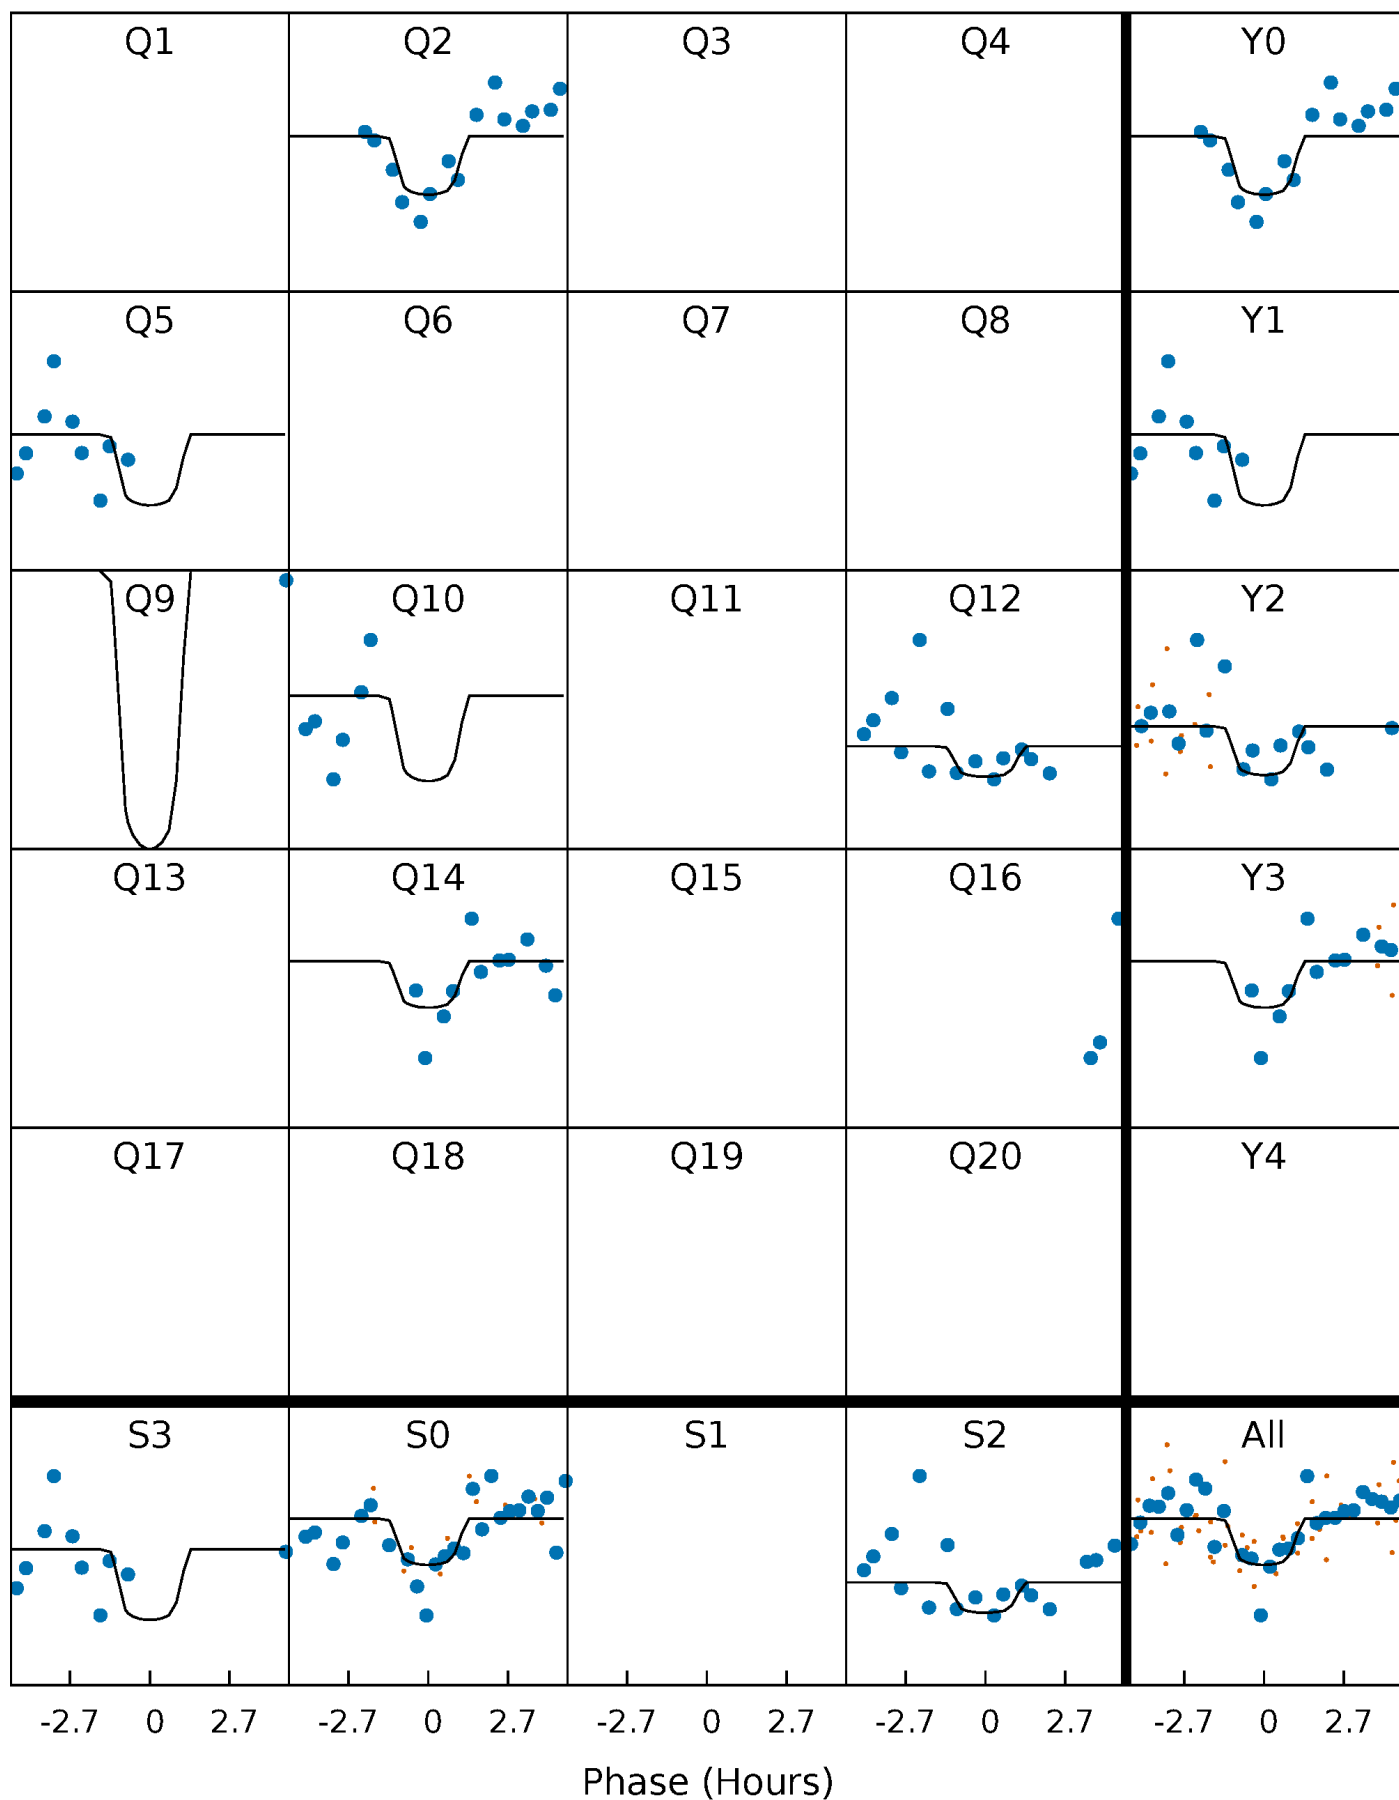 Q1 Q2 Q3 Q4 Y0
Q5 Q6 Q7 Q8 Y1
Q9 Q10 Q11 Q12 Y2
Q13 Q14 Q15 Q16 Y3
Q17 Q18 Q19 Q20 Y4
S3 S0 S1 S2 All
-2.7 0 2.7 -2.7 0 2.7 -2.7 0 2.7 -2.7 0 2.7 -2.7 0 2.7
Phase (Hours)